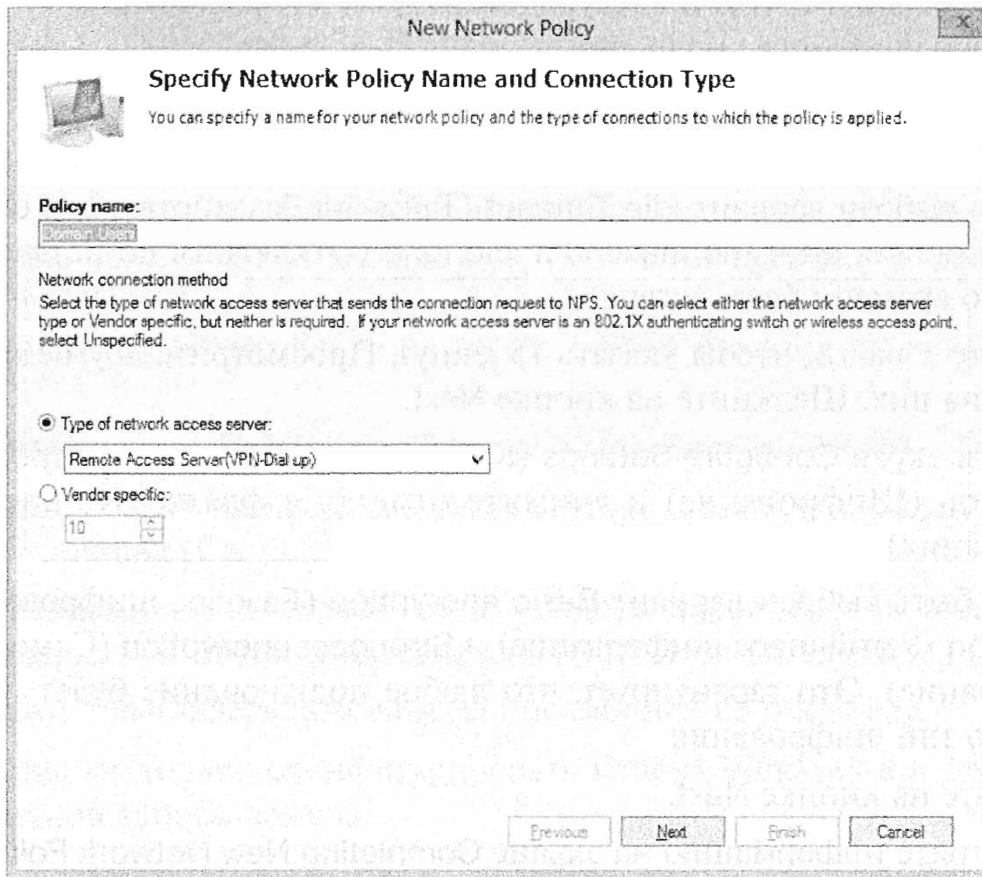 New Network Policy
Specify Network Policy Name and Connection Type
You can specify a name for your network policy and the type of connections to which the policy is applied.
Policy name:
Domain Users
Network connection method
Select the type of network access server that sends the connection request to NPS. You can select either the network access server
type or Vendor specific, but neither is required. If your network access server is an 802.1X authenticating switch or wireless access point,
select Unspecified.
Type of network access server:
Remote Access Server(VPN-Dial up)
Vendor specific:
10
Previous Next Finish Cancel